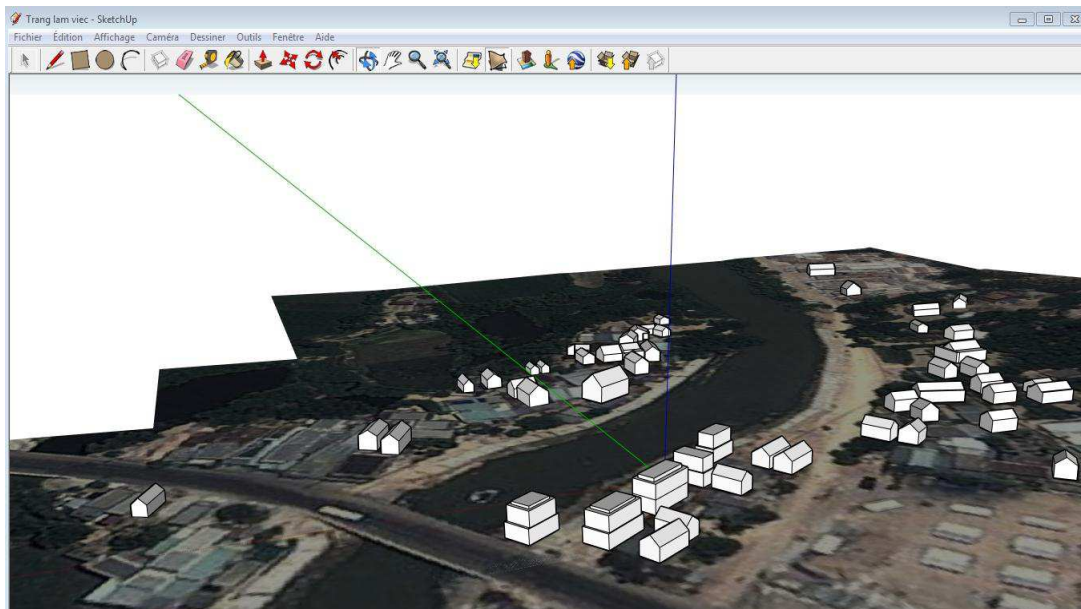 Trang lam viec - SketchUp
Fichier Édition Affichage Caméra Dessiner Outils Fenêtre Aide